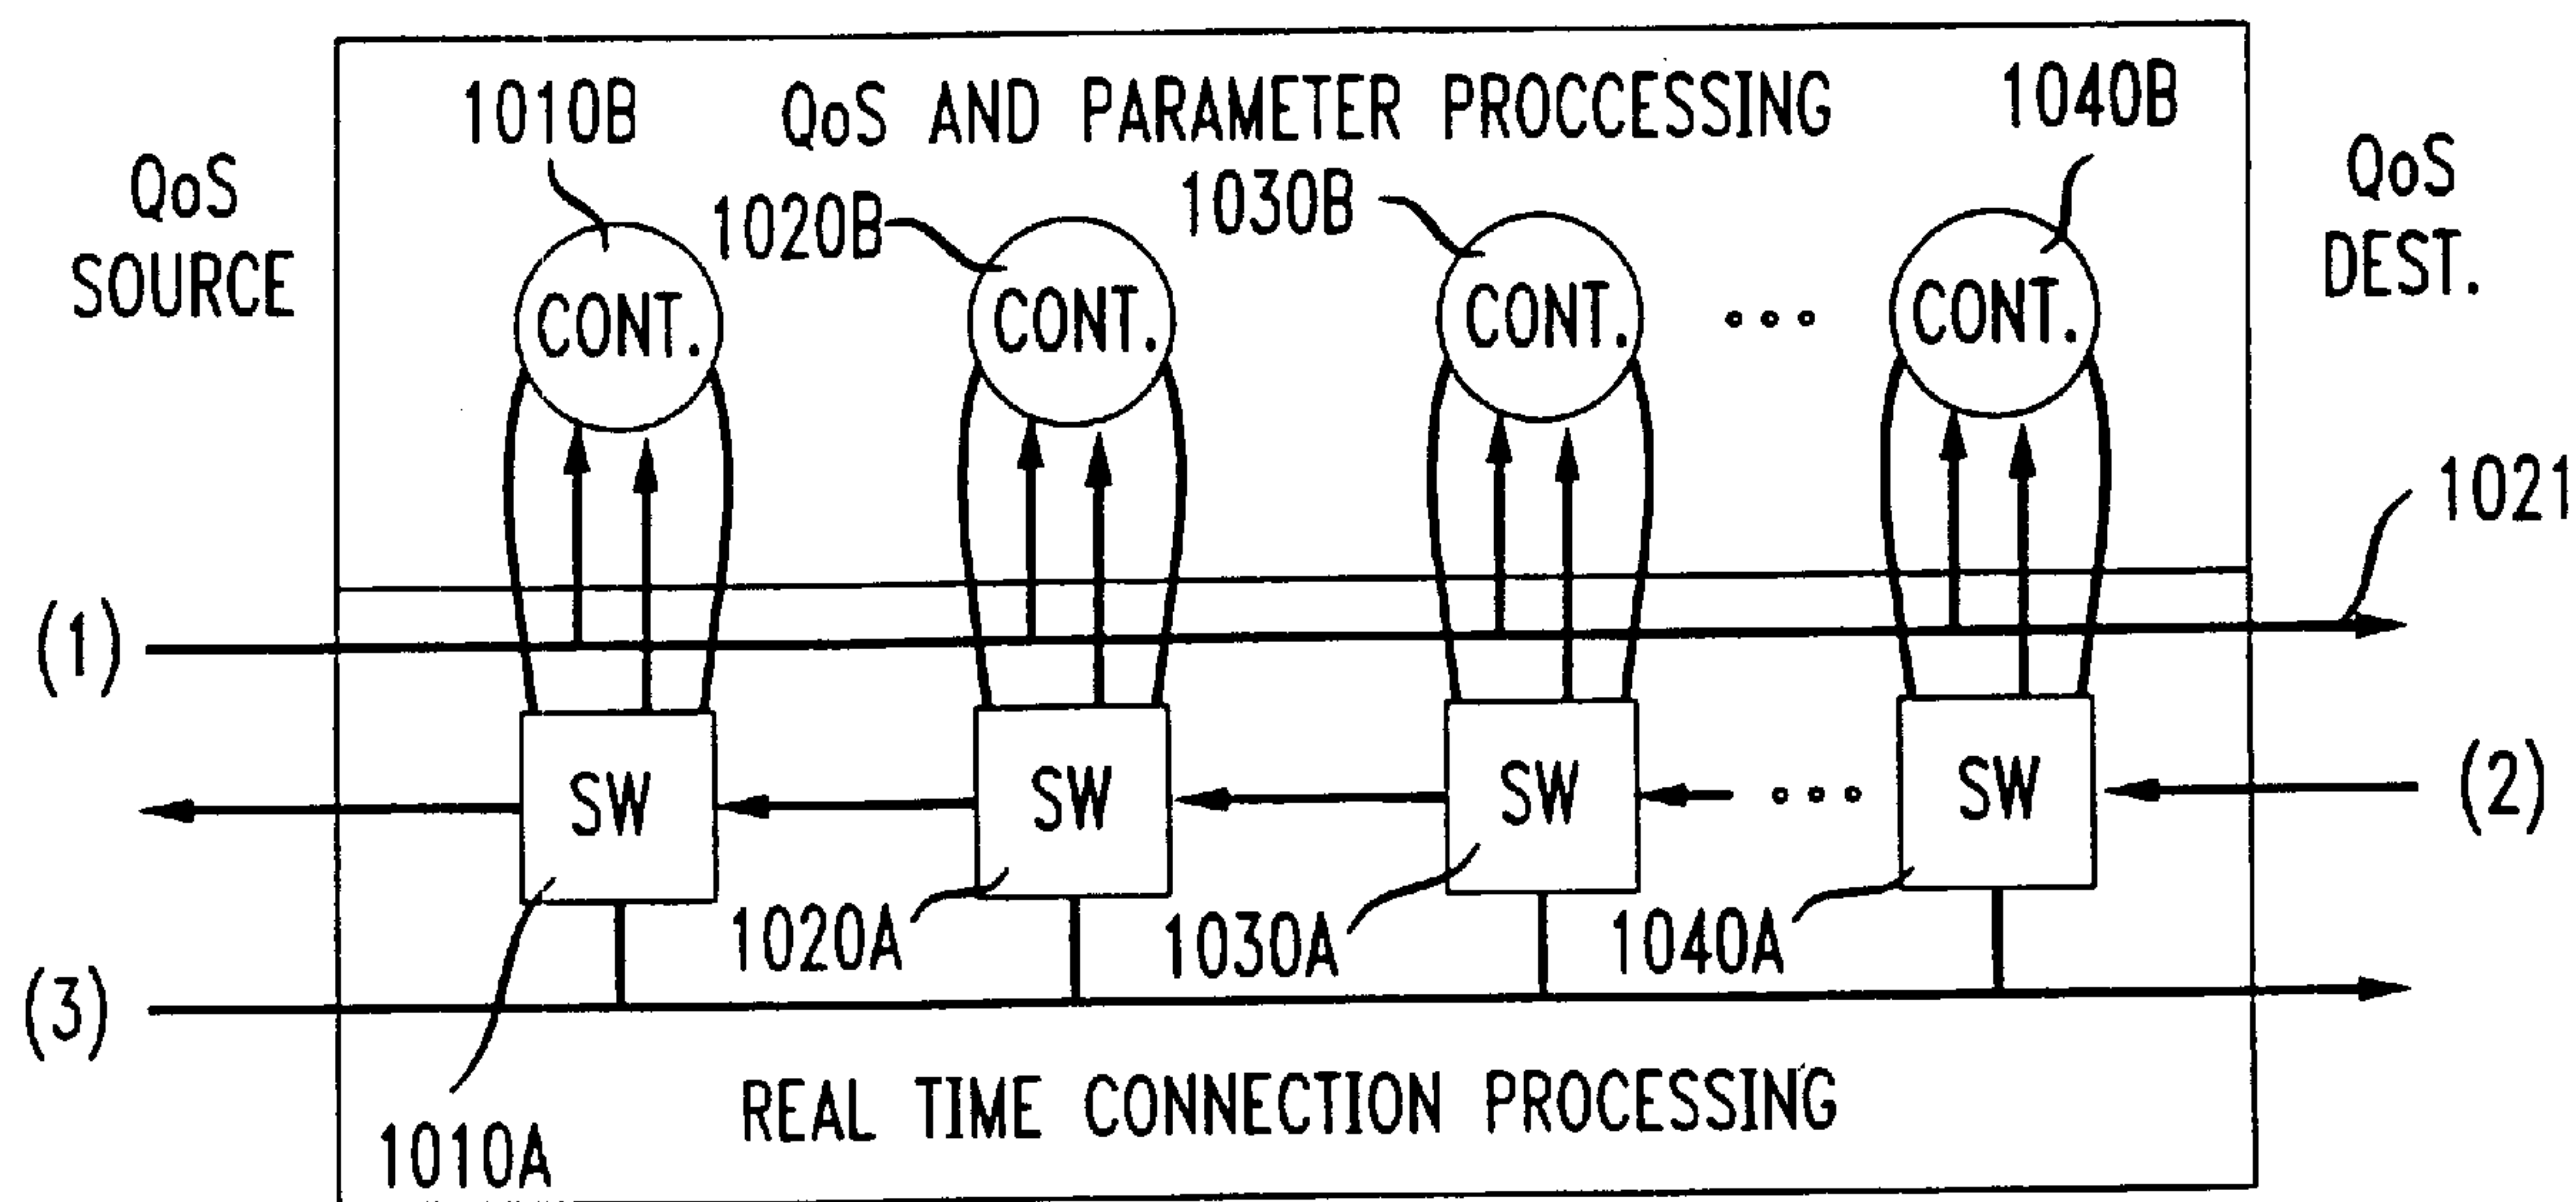 1010B
QoS AND PARAMETER PROCCESSING
1040B
QoS
SOURCE
1020B
1030B
QoS
DEST.
CONT.
CONT.
CONT.
CONT.
1021
(1)
SW
SW
SW
SW
(2)
1020A
1030A
1040A
(3)
1010A
REAL TIME CONNECTION PROCESSING